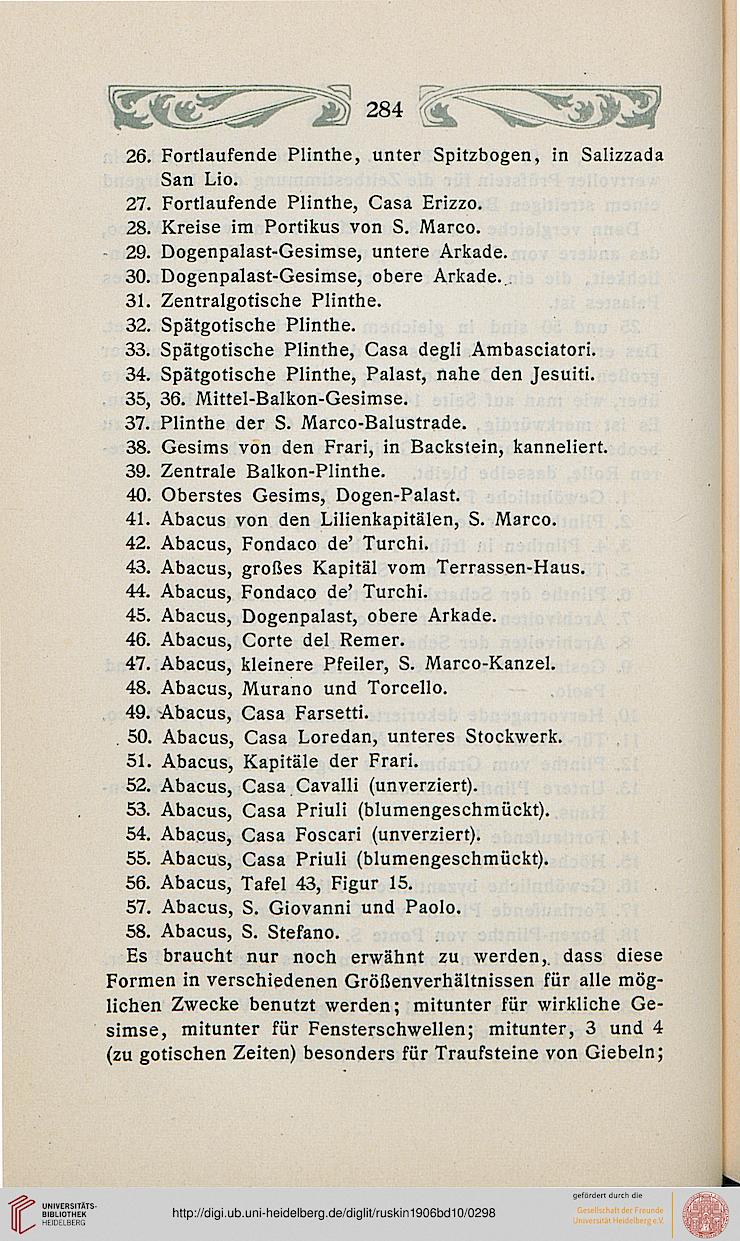 284
26. Fortlaufende Plinthe, unter Spitzbogen, in Salizzada
San Lio.
27. Fortlaufende Plinthe, Casa Erizzo.
28. Kreise im Portikus von S. Marco.
29. Dogenpalast-Gesimse, untere Arkade.
30. Dogenpalast-Gesimse, obere Arkade.
31. Zentralgotische Plinthe.
32. Spätgotische Plinthe.
33. Spätgotische Plinthe, Casa degli Ambasciatori.
34. Spätgotische Plinthe, Palast, nahe den Jesuiti.
35, 36. Mittel-Balkon-Gesimse.
37. Plinthe der S. Marco-Balustrade.
38. Gesims von den Frari, in Backstein, kanneliert.
39. Zentrale Balkon-Plinthe.
40. Oberstes Gesims, Dogen-Palast.
41. Abacus von den Lilienkapitälen, S. Marco.
42. Abacus, Fondaco de' Turchi.
43. Abacus, großes Kapitäl vom Terrassen-Haus.
44. Abacus, Fondaco de' Turchi.
45. Abacus, Dogenpalast, obere Arkade.
46. Abacus, Corte del Remer.
47. Abacus, kleinere Pfeiler, S. Marco-Kanzel.
48. Abacus, Murano und Torcello.
49. Abacus, Casa Farsetti.
50. Abacus, Casa Loredan, unteres Stockwerk.
51. Abacus, Kapitäle der Frari.
52. Abacus, Casa Cavalli (unverziert).
53. Abacus, Casa Priuli (blumengeschmückt).
54. Abacus, Casa Foscari (unverziert).
55. Abacus, Casa Priuli (blumengeschmückt).
56. Abacus, Tafel 43, Figur 15.
57. Abacus, S. Giovanni und Paolo.
58. Abacus, S. Stefano.
Es braucht nur noch erwähnt zu werden, dass diese
Formen in verschiedenen Größenverhältnissen für alle mög-
lichen Zwecke benutzt werden; mitunter für wirkliche Ge-
simse, mitunter für Fensterschwellen; mitunter, 3 und 4
(zu gotischen Zeiten) besonders für Traufsteine von Giebeln;
UNIVERSITÄTS-
BIBLIOTHEK
HEIDELBERG
http://digi.ub.uni-heidelberg.de/diglit/ruskin1906bd10/0298
gefördert durch die
Gesellschaft der Freunde
Universität Heidelberg e.V.